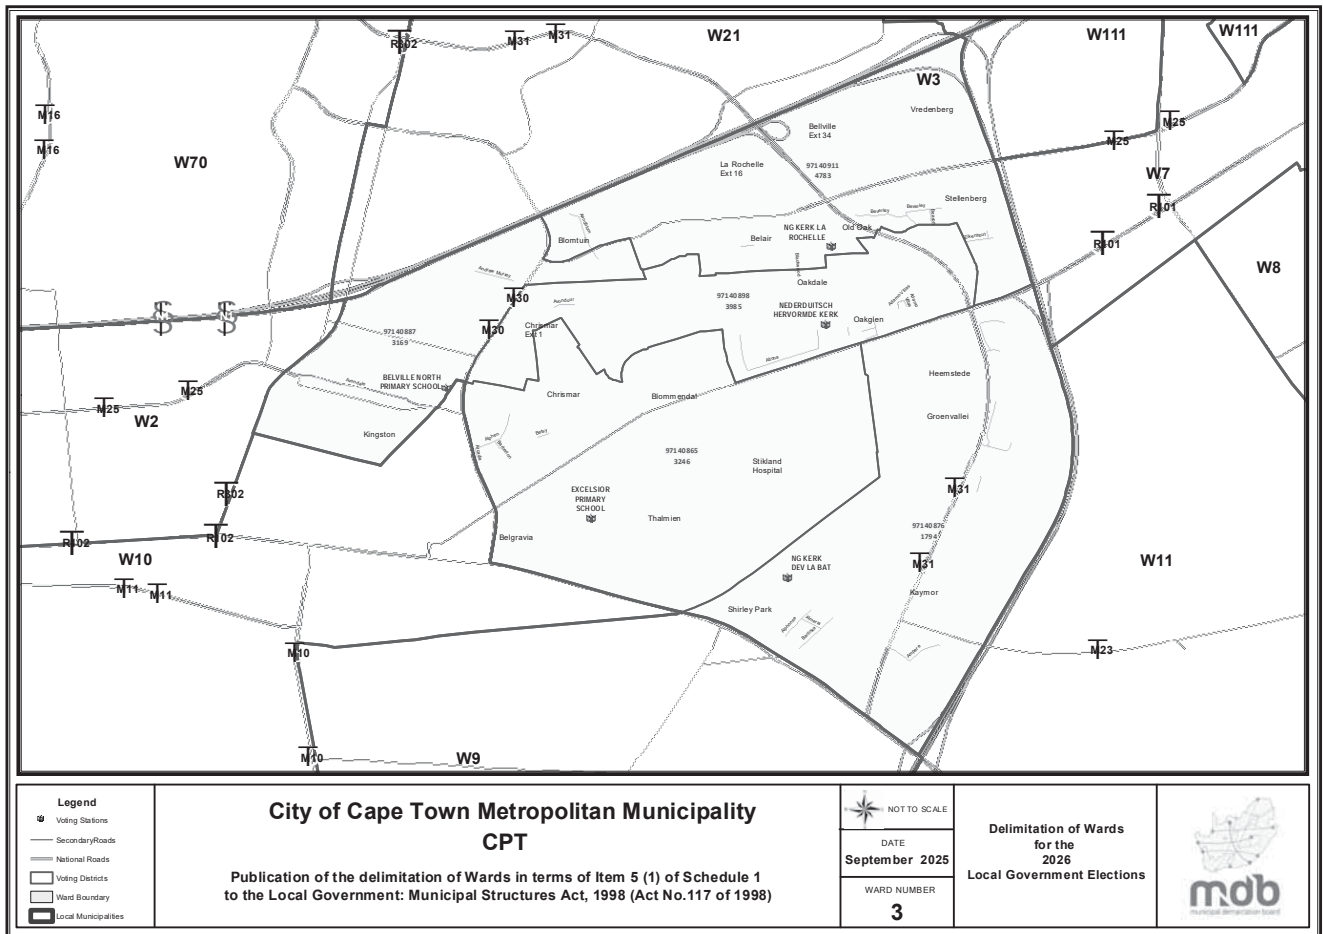 R302
M31
M31
W21
W111
W111
W3
M16
M16
W70
Vredenberg
Bellville
Ext 34
M25
M25
La Rochelle
Ext 16
97140911
4783
W7
R101
Stellenberg
Beverley
Beverley
NG KERK LA
ROCHELLE
Old Oak
Belair
Blomtuin
R101
W8
Oakdale
M30
97140898
3985
NEDERDUITSCH
HERVORMDE KERK
Oakglen
M30
Chrismar
Ext 1
97140887
3169
BELVILLE NORTH
PRIMARY SCHOOL
M25
M25
W2
Chrismar
Blommendal
Heemstede
Groenvallei
Kingston
97140865
3246
Stikland
Hospital
R302
EXCELSIOR
PRIMARY
SCHOOL
M31
Thalmien
97140876
1794
R102
R102
Belgravia
W10
NG KERK
DEV LA BAT
M31
W11
M11
M11
Kaymor
Shirley Park
M10
M23
M10
W9
Legend
Voting Stations
SecondaryRoads
National Roads
Voting Districts
Ward Boundary
Local Municipalities
City of Cape Town Metropolitan Municipality
CPT
Publication of the delimitation of Wards in terms of Item 5 (1) of Schedule 1
to the Local Government: Municipal Structures Act, 1998 (Act No.117 of 1998)
NOT TO SCALE
DATE
September 2025
WARD NUMBER
3
Delimitation of Wards
for the
2026
Local Government Elections
mdb
municipal demarcation board